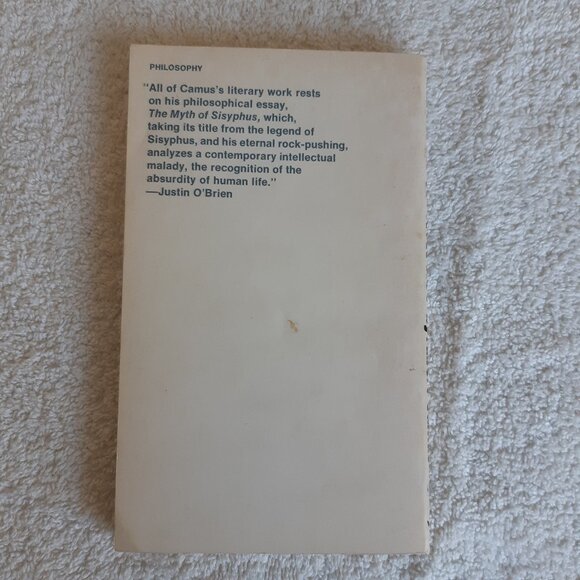 PHILOSOPHY
"All of Camus's literary work rests
on his philosophical essay,
The Myth of Sisyphus, which,
taking its title from the legend of
Sisyphus, and his eternal rock-pushing,
analyzes a contemporary intellectual
malady, the recognition of the
absurdity of human life."
—Justin O'Brien